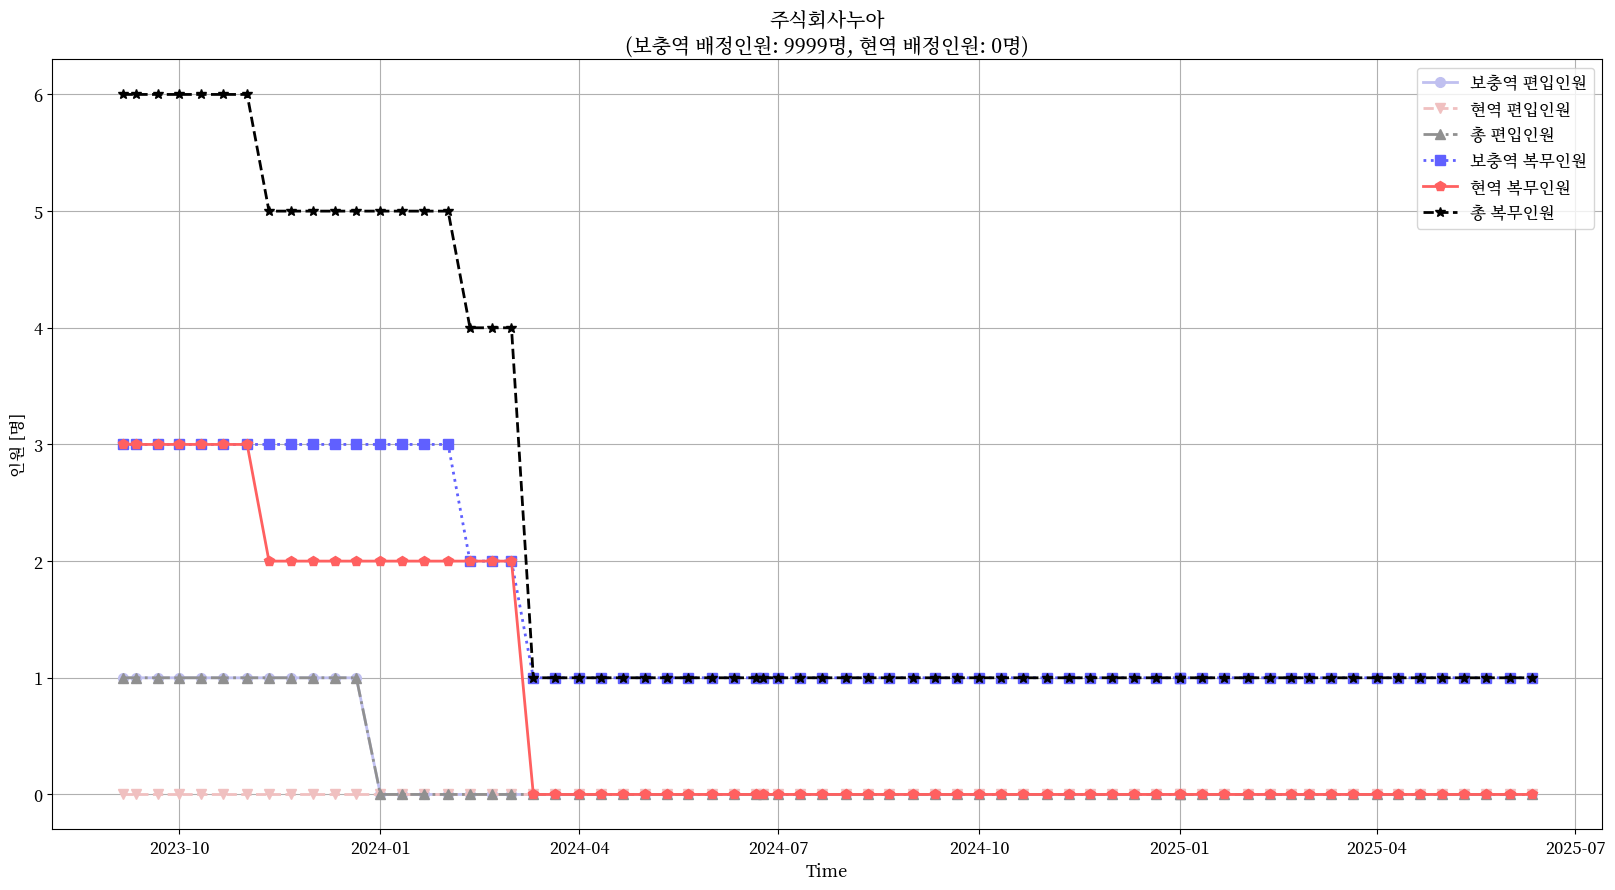 주식회사누아
(보충역 배정인원: 9999명, 현역 배정인원: 0명)
보충역 편입인원
현역 편입인원
총 편입인원
보충역 복무인원
현역 복무인원
총 복무인원
인원 [명]
6
5
4
3
2
1
0
2023-10
2024-01
2024-04
2024-07
2024-10
2025-01
2025-04
2025-07
Time